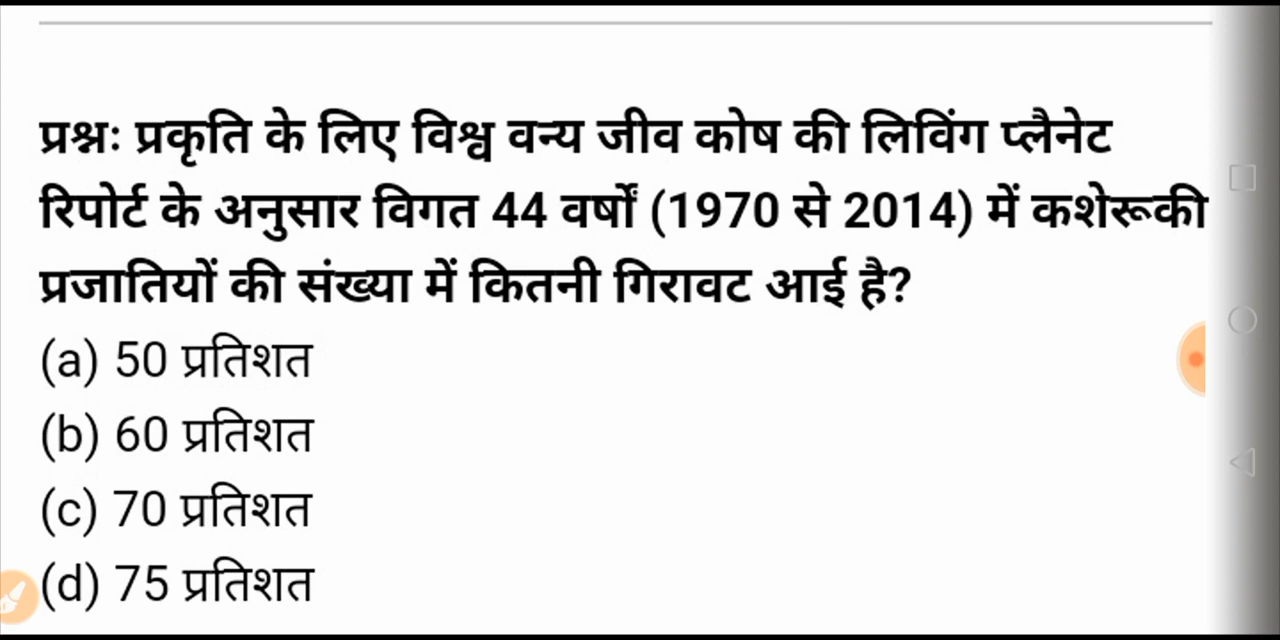 प्रश्नः प्रकृति के लिए विश्व वन्य जीव कोष की लिविंग प्लैनेट
रिपोर्ट के अनुसार विगत 44 वर्षों (1970 से 2014) में कशेरूकी
प्रजातियों की संख्या में कितनी गिरावट आई है?
(a) 50 प्रतिशत
(b) 60 प्रतिशत
(c) 70 प्रतिशत
(d) 75 प्रतिशत